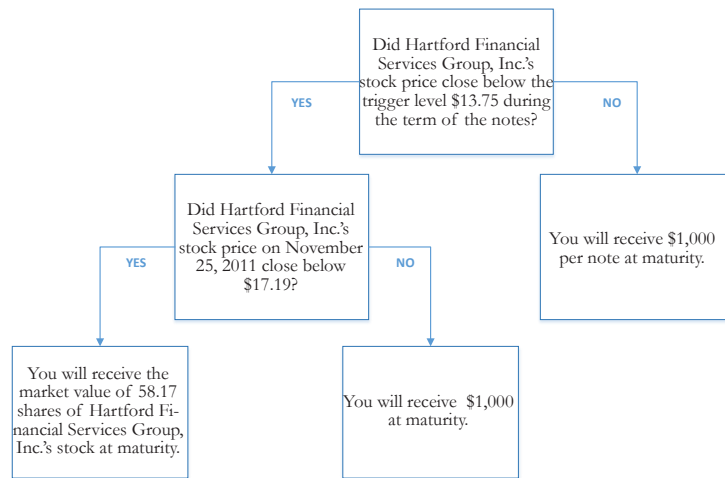 Did Hartford Financial
Services Group, Inc.'s
stock price close below the
trigger level $13.75 during
the term of the notes?
YES
NO
Did Hartford Financial
Services Group, Inc.'s
stock price on November
25, 2011 close below
$17.19?
You will receive $1,000
per note at maturity.
YES
NO
You will receive the
market value of 58.17
shares of Hartford Fi-
nancial Services Group,
Inc.'s stock at maturity.
You will receive $1,000
at maturity.